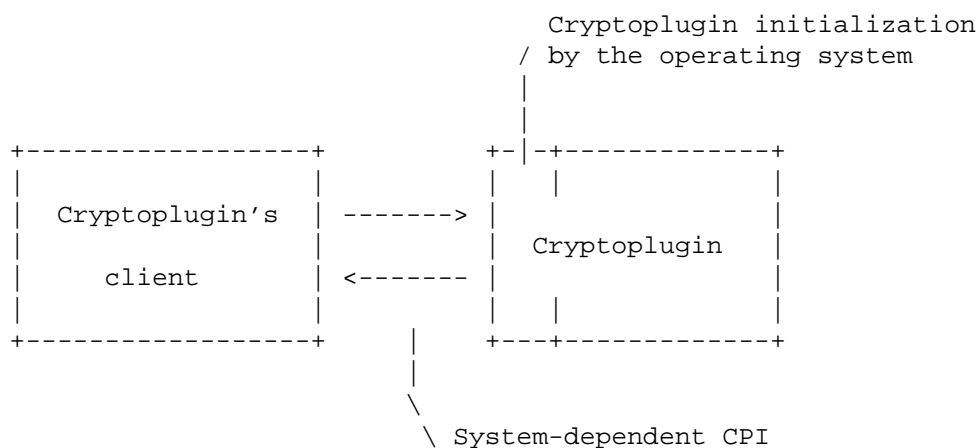 Cryptoplugin initialization
by the operating system
Cryptoplugin's
Cryptoplugin
client
System-dependent CPI